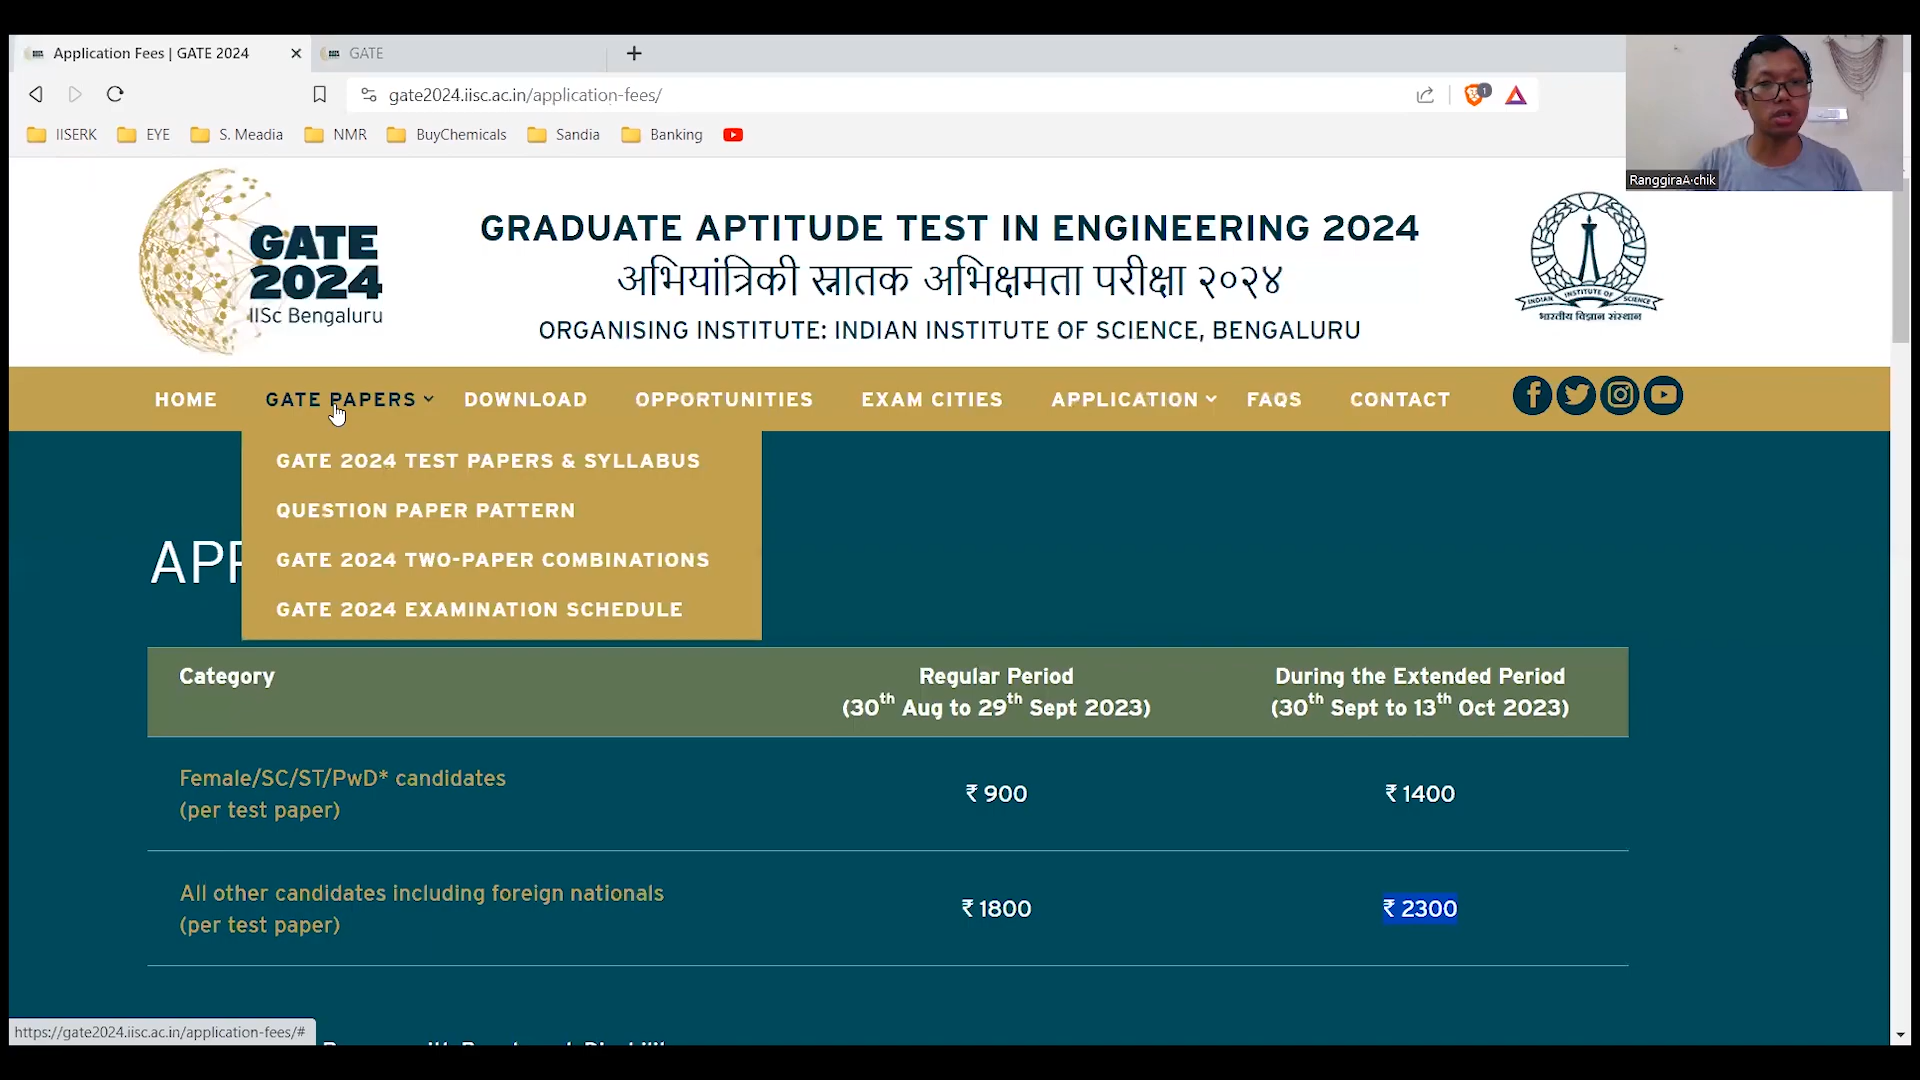 Application Fees | GATE 2024
GATE
gate2024.iisc.ac.in/application-fees/
1
IISERK
EYE
S. Meadia
NMR
BuyChemicals
Sandia
Banking
RanggiraA·chik
GATE
2024
IISc Bengaluru
GRADUATE APTITUDE TEST IN ENGINEERING 2024
अभियांत्रिकी स्नातक अभिक्षमता परीक्षा २०२४
ORGANISING INSTITUTE: INDIAN INSTITUTE OF SCIENCE, BENGALURU
INDIAN INSTITUTE OF SCIENCE
भारतीय विज्ञान संस्थान
HOME GATE PAPERS DOWNLOAD OPPORTUNITIES EXAM CITIES APPLICATION FAQS CONTACT
GATE 2024 TEST PAPERS & SYLLABUS
QUESTION PAPER PATTERN
GATE 2024 TWO-PAPER COMBINATIONS
GATE 2024 EXAMINATION SCHEDULE
Category
Regular Period
(30th Aug to 29th Sept 2023)
During the Extended Period
(30th Sept to 13th Oct 2023)
Female/SC/ST/PwD* candidates
(per test paper)
₹ 900
₹ 1400
All other candidates including foreign nationals
(per test paper)
₹ 1800
₹ 2300
https://gate2024.iisc.ac.in/application-fees/#